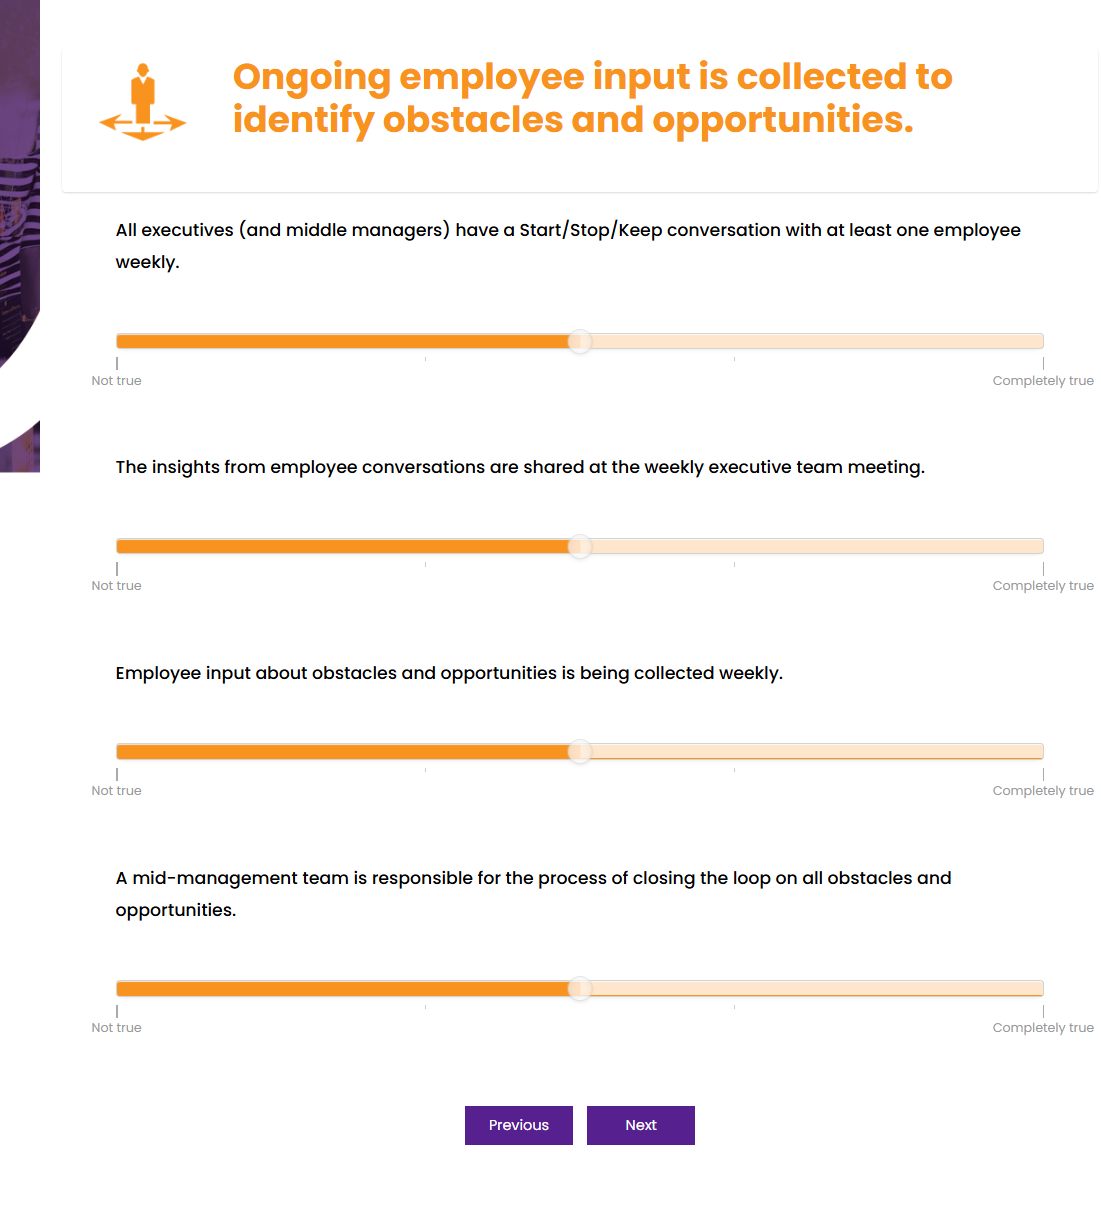 Ongoing employee input is collected to
identify obstacles and opportunities.
All executives (and middle managers) have a Start/Stop/Keep conversation with at least one employee
weekly.
Not true
Completely true
The insights from employee conversations are shared at the weekly executive team meeting.
Not true
Completely true
Employee input about obstacles and opportunities is being collected weekly.
Not true
Completely true
A mid-management team is responsible for the process of closing the loop on all obstacles and
opportunities.
Not true
Completely true
Previous
Next